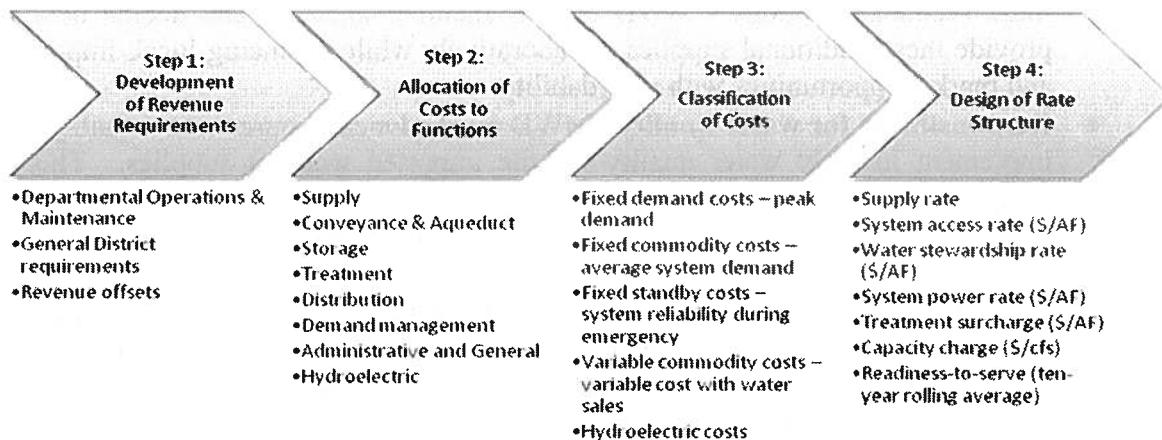 Step 1:
Development
of Revenue
Requirements
•Departmental Operations &
Maintenance
•General District
requirements
•Revenue offsets
Step 2:
Allocation of
Costs to
Functions
•Supply
•Conveyance & Aqueduct
•Storage
•Treatment
•Distribution
•Demand management
•Administrative and General
•Hydroelectric
Step 3:
Classification
of Costs
•Fixed demand costs – peak
demand
•Fixed commodity costs –
average system demand
•Fixed standby costs –
system reliability during
emergency
•Variable commodity costs –
variable cost with water
sales
•Hydroelectric costs
Step 4:
Design of Rate
Structure
•Supply rate
•System access rate ($/AF)
•Water stewardship rate
($/AF)
•System power rate ($/AF)
•Treatment surcharge ($/AF)
•Capacity charge ($/cfs)
•Readiness-to-serve (ten-
year rolling average)